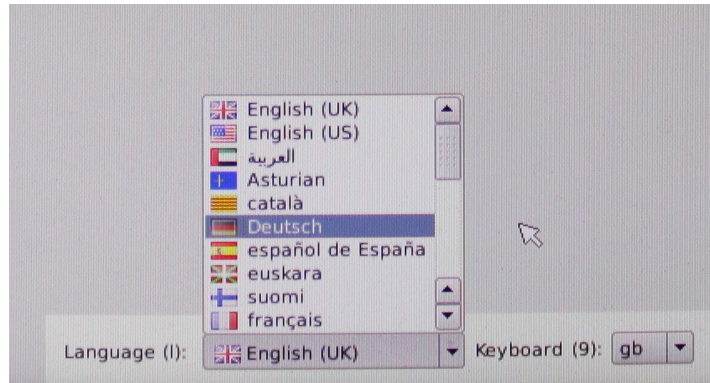 English (UK)
English (US)
العربية
Asturian
català
Deutsch
español de España
euskara
suomi
français
Language (l): English (UK) Keyboard (9): gb